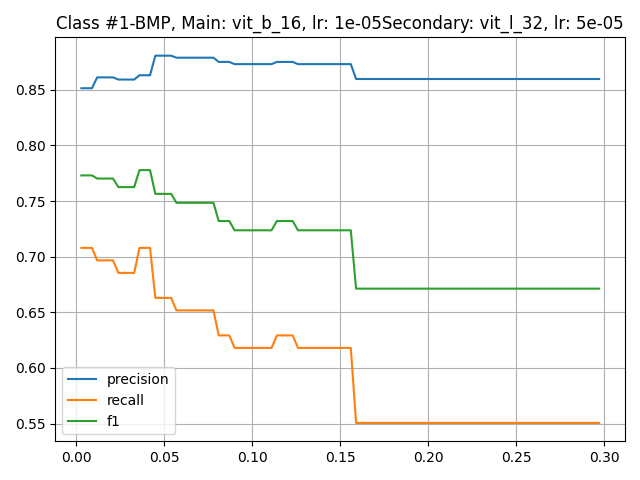 Class #1-BMP, Main: vit_b_16, lr: 1e-05Secondary: vit_l_32, lr: 5e-05
0.85
0.80
0.75
0.70
0.65
0.60
0.55
precision
recall
f1
0.00 0.05 0.10 0.15 0.20 0.25 0.30